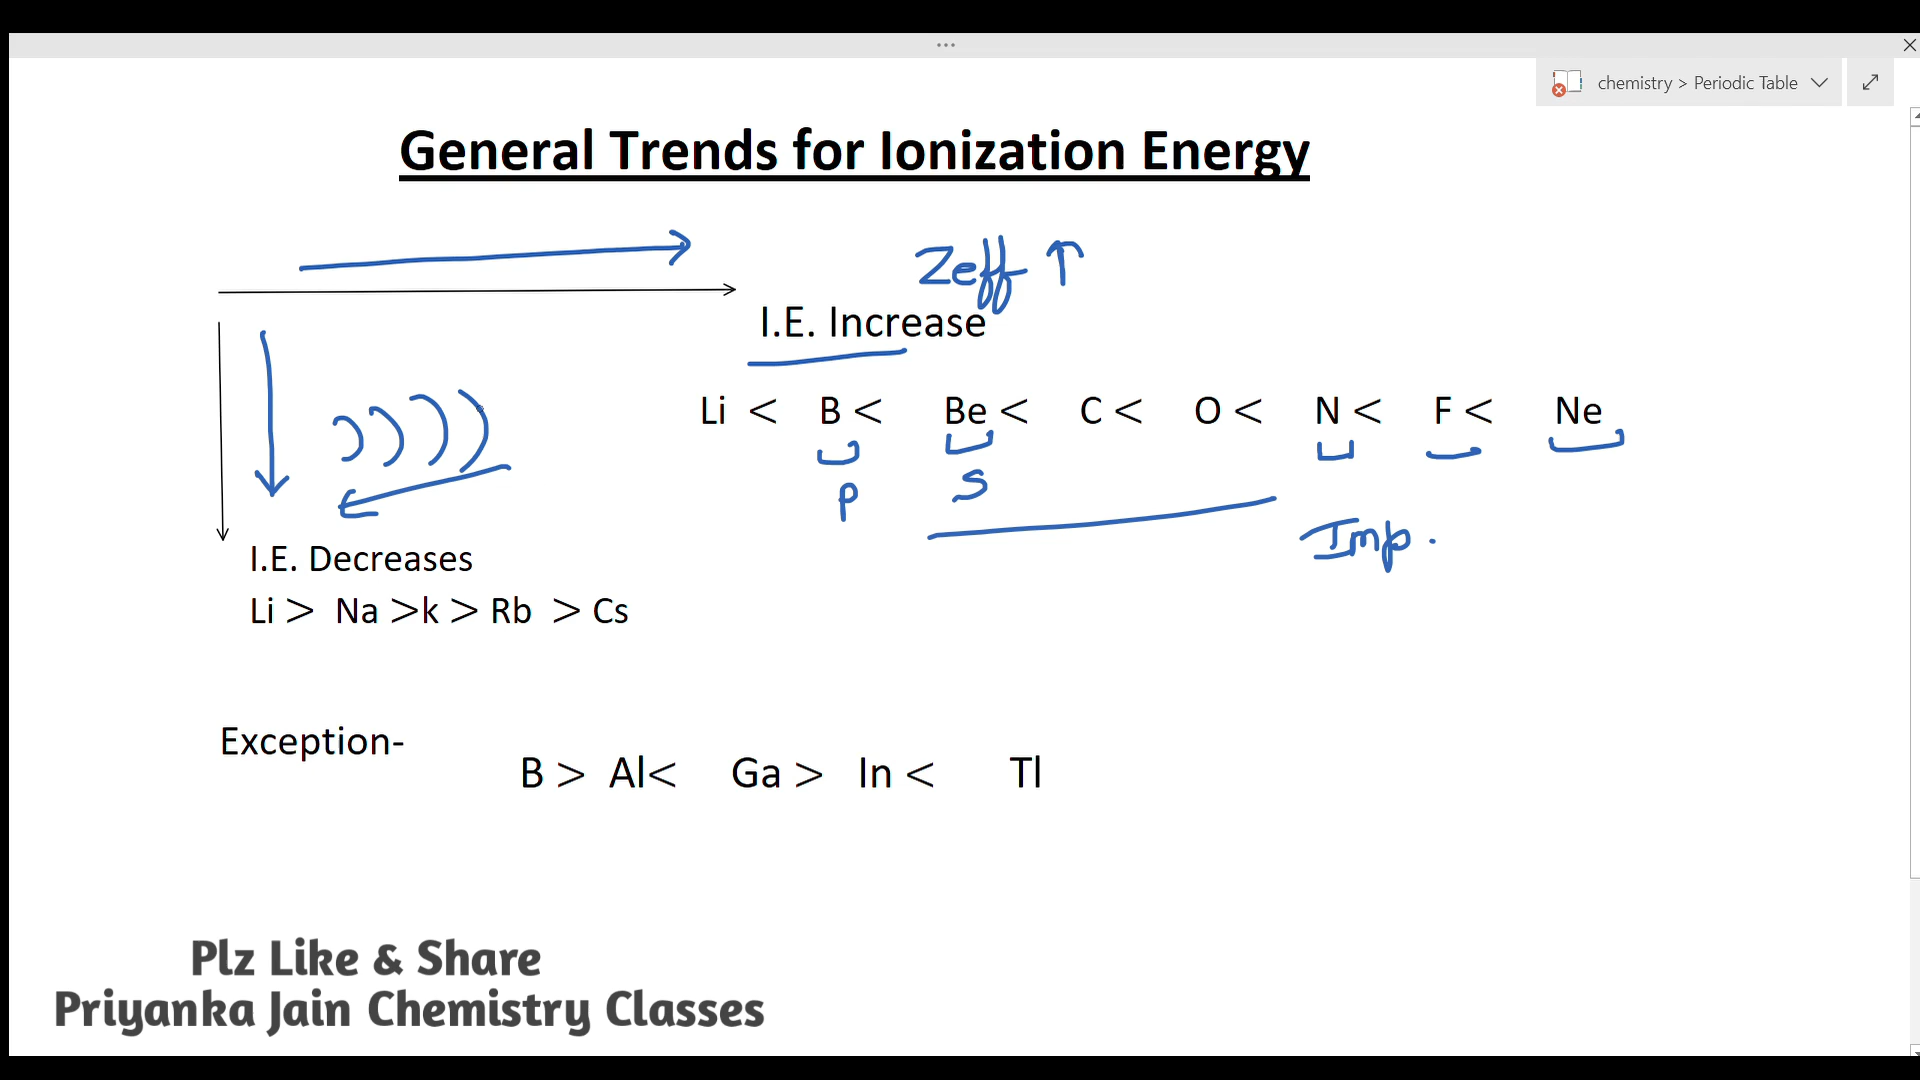 chemistry > Periodic Table
General Trends for Ionization Energy
Zeff ↑
I.E. Increase
Li < B < Be < C < O < N < F < Ne
p s
Imp.
I.E. Decreases
Li > Na >k > Rb > Cs
Exception-
B > Al< Ga > In < Tl
Plz Like & Share
Priyanka Jain Chemistry Classes